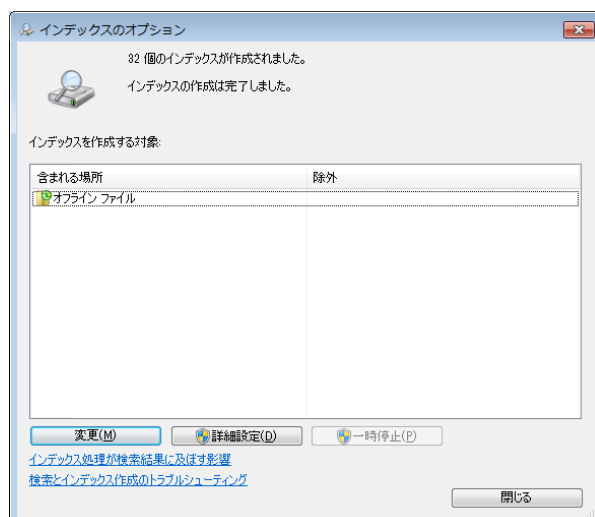 インデックスのオプション
32 個のインデックスが作成されました。
インデックスの作成は完了しました。
インデックスを作成する対象:
含まれる場所 除外
オフライン ファイル
変更(M) 詳細設定(D) 一時停止(P)
インデックス処理が検索結果に及ぼす影響
検索とインデックス作成のトラブルシューティング
閉じる